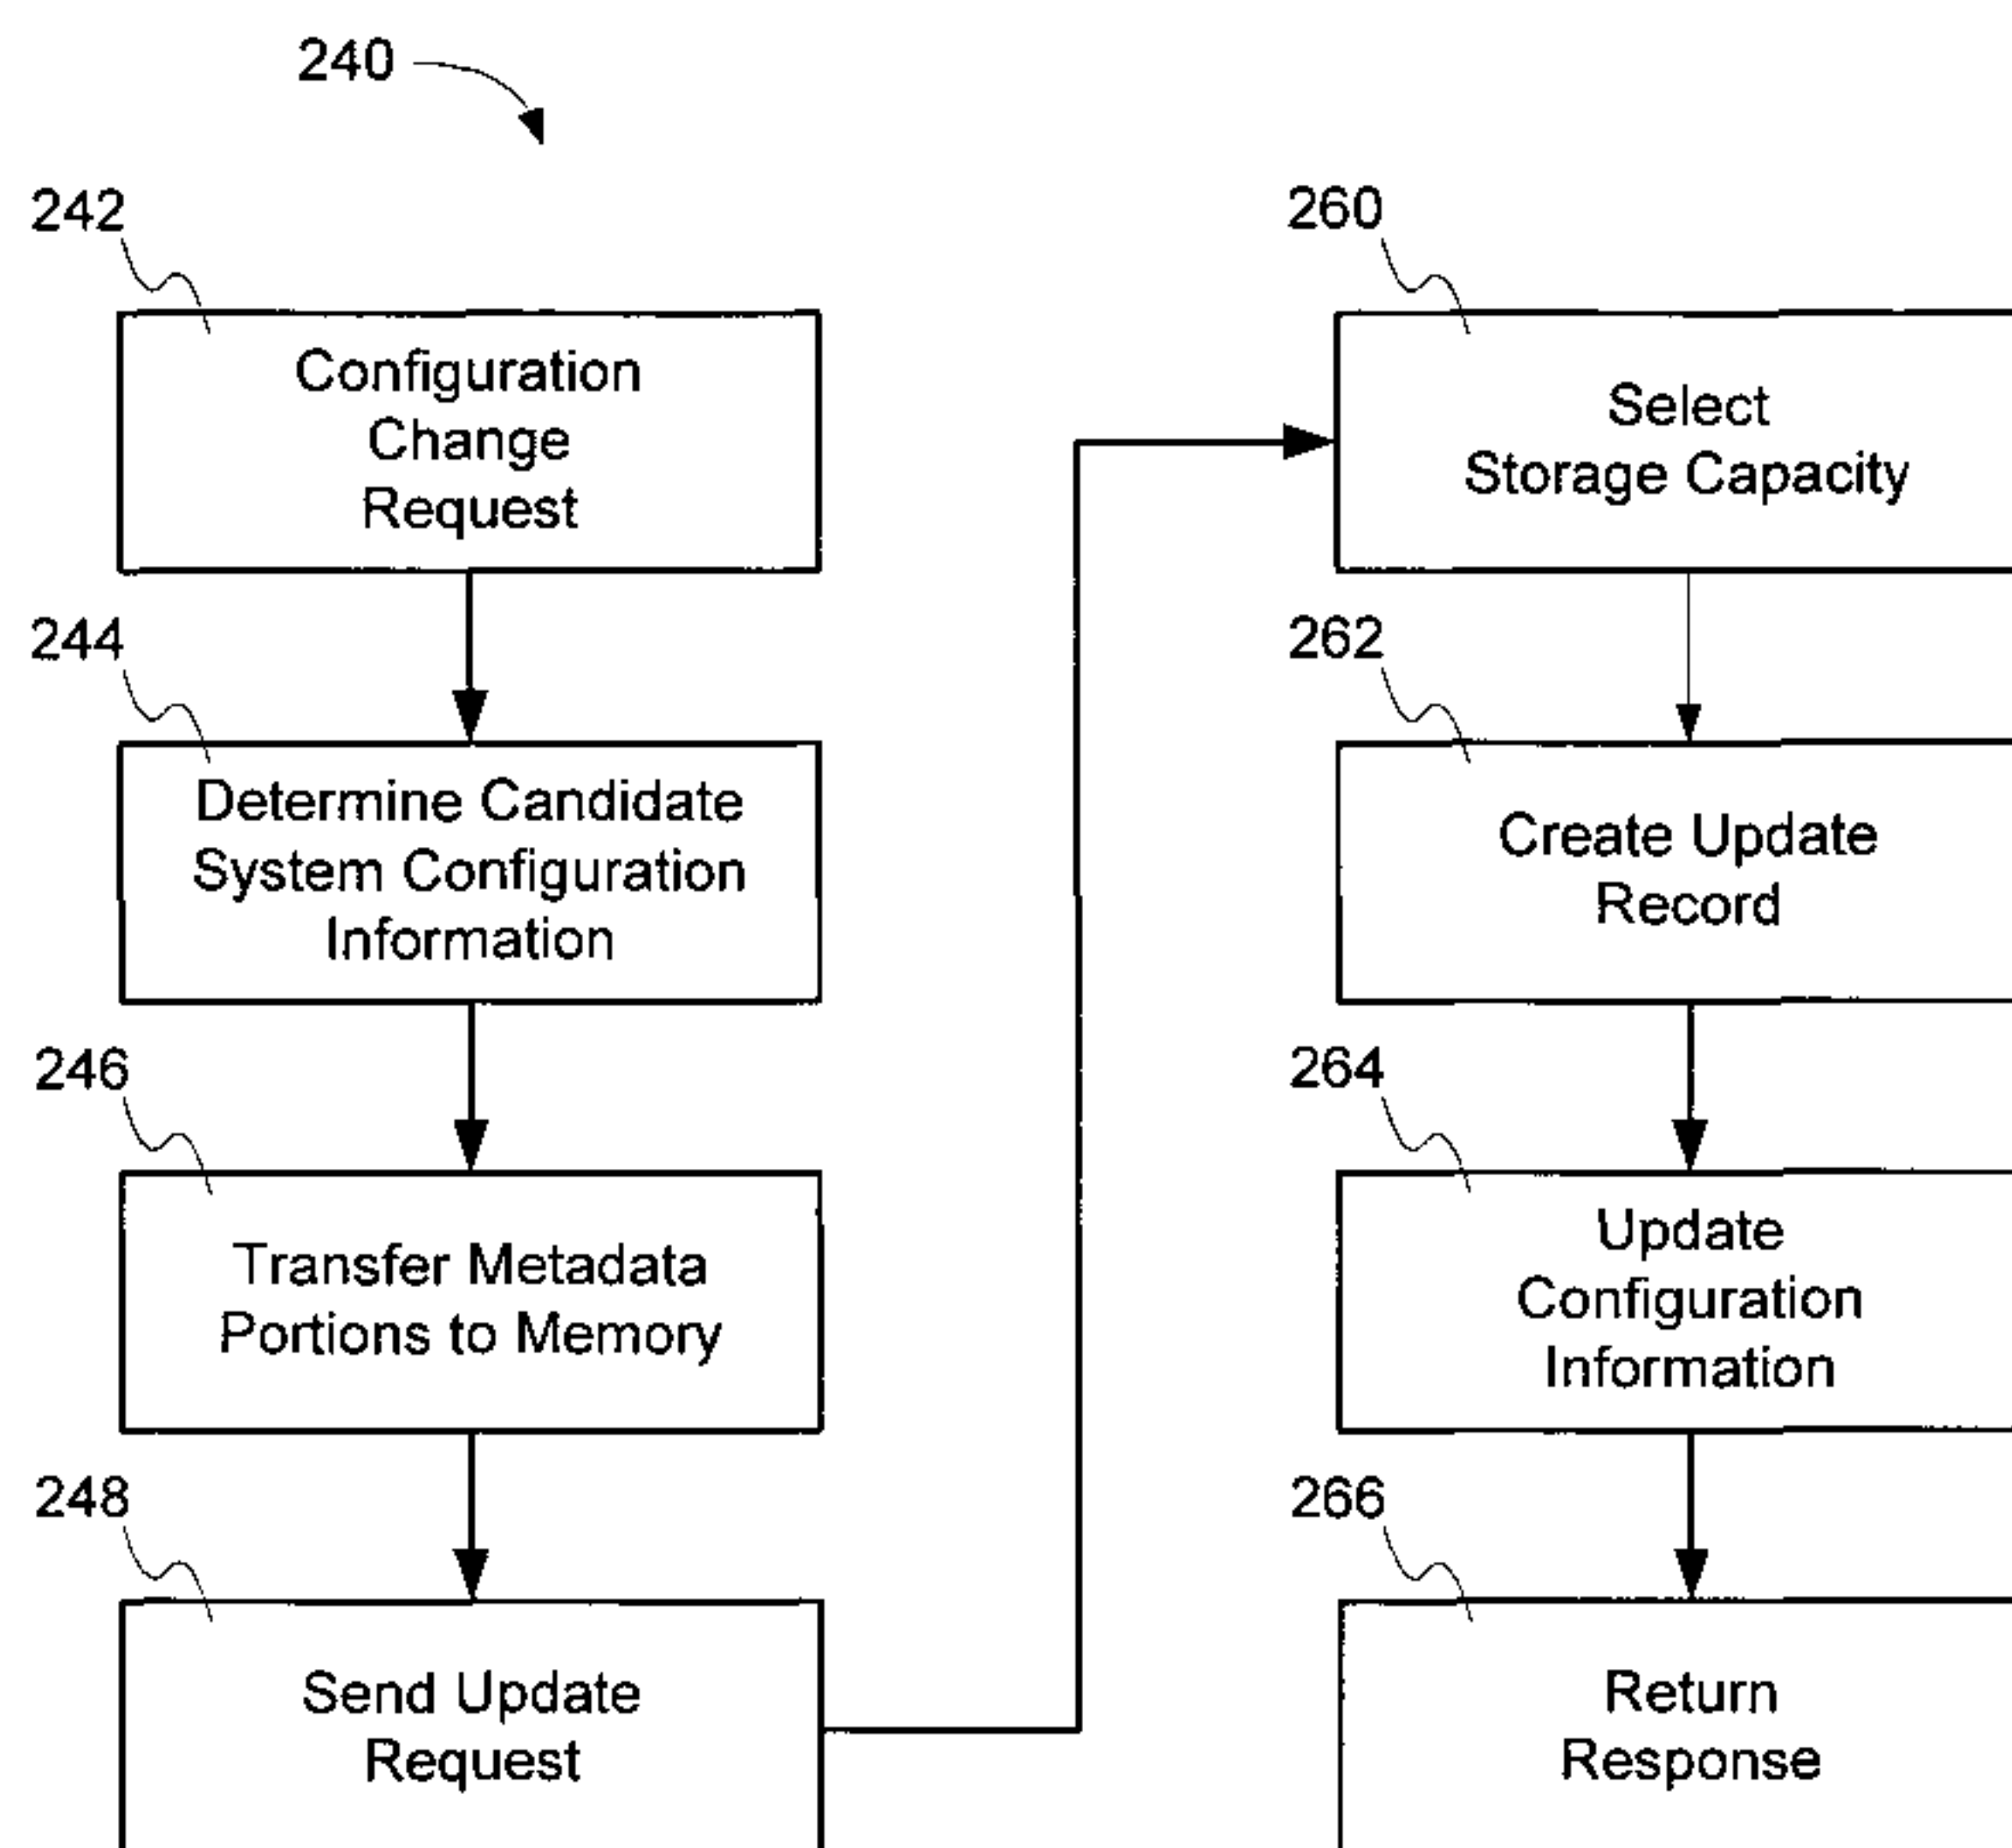 240
242
Configuration
Change
Request
244
Determine Candidate
System Configuration
Information
246
Transfer Metadata
Portions to Memory
248
Send Update
Request
260
Select
Storage Capacity
262
Create Update
Record
264
Update
Configuration
Information
266
Return
Response